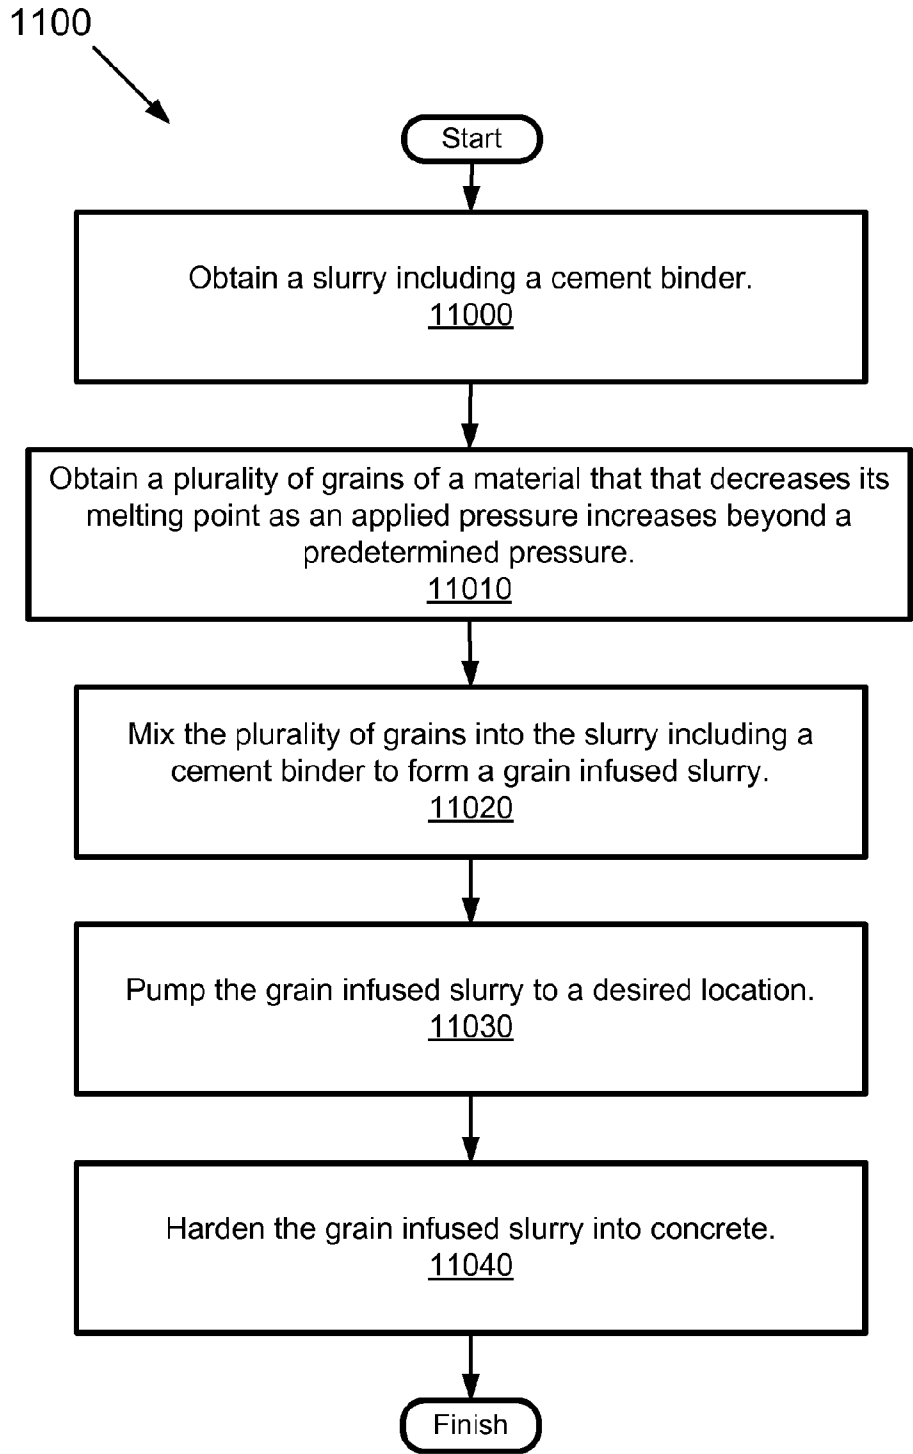 1100
Start
Obtain a slurry including a cement binder.
11000
Obtain a plurality of grains of a material that that decreases its
melting point as an applied pressure increases beyond a
predetermined pressure.
11010
Mix the plurality of grains into the slurry including a
cement binder to form a grain infused slurry.
11020
Pump the grain infused slurry to a desired location.
11030
Harden the grain infused slurry into concrete.
11040
Finish